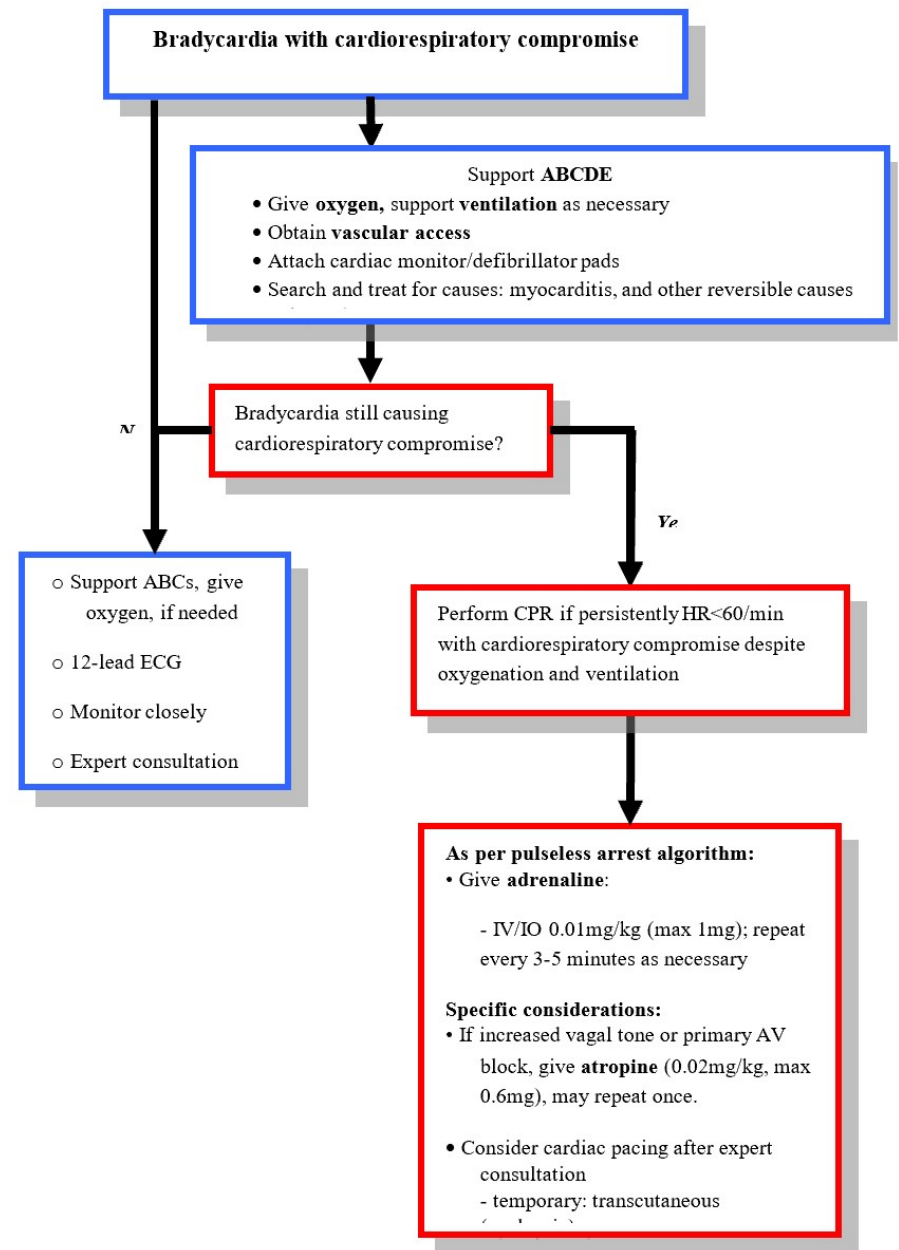 Bradycardia with cardiorespiratory compromise
Support ABCDE
• Give oxygen, support ventilation as necessary
• Obtain vascular access
• Attach cardiac monitor/defibrillator pads
• Search and treat for causes: myocarditis, and other reversible causes
Bradycardia still causing
cardiorespiratory compromise?
N
Ye
o Support ABCs, give
oxygen, if needed
o 12-lead ECG
o Monitor closely
o Expert consultation
Perform CPR if persistently HR<60/min
with cardiorespiratory compromise despite
oxygenation and ventilation
As per pulseless arrest algorithm:
• Give adrenaline:
- IV/IO 0.01mg/kg (max 1mg); repeat
every 3-5 minutes as necessary
Specific considerations:
• If increased vagal tone or primary AV
block, give atropine (0.02mg/kg, max
0.6mg), may repeat once.
• Consider cardiac pacing after expert
consultation
- temporary: transcutaneous